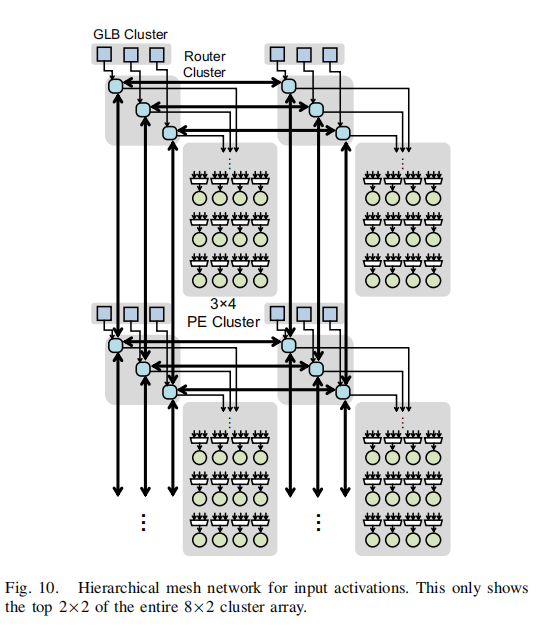 GLB Cluster
Router
Cluster
3×4
PE Cluster
Fig. 10. Hierarchical mesh network for input activations. This only shows
the top 2×2 of the entire 8×2 cluster array.